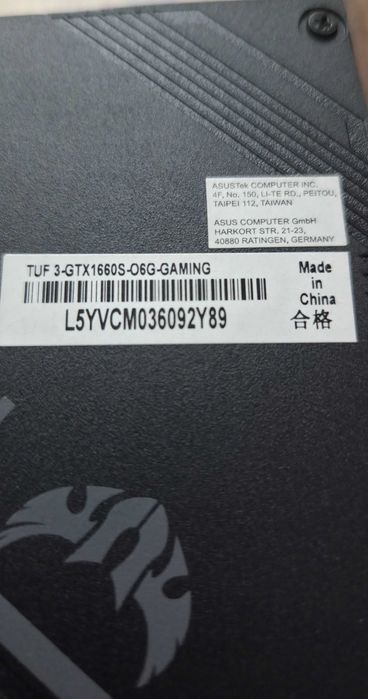 ASUSTek COMPUTER INC.
4F, No. 150, LI-TE RD., PEITOU,
TAIPEI 112, TAIWAN
ASUS COMPUTER GmbH
HARKORT STR. 21-23,
40880 RATINGEN, GERMANY
TUF 3-GTX1660S-O6G-GAMING
L5YVCM036092Y89
Made
in
China
合格